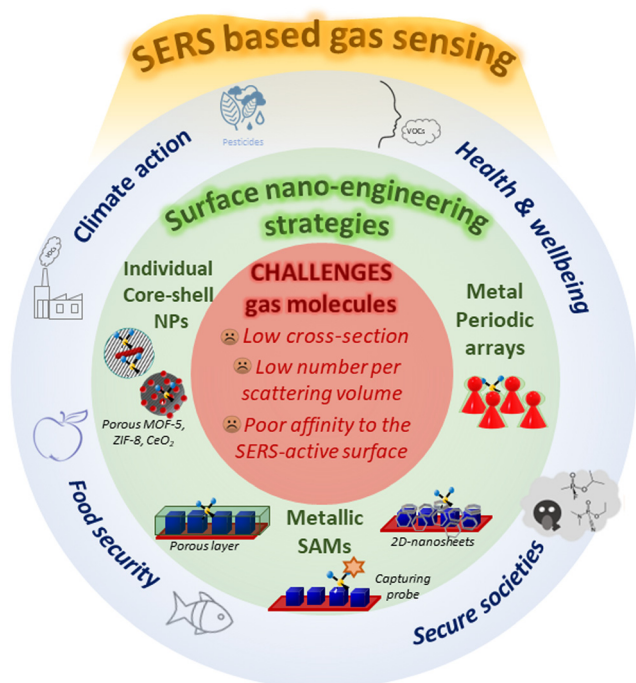 SERS based gas sensing
Pesticides
VOCs
Climate action
Health & wellbeing
Surface nano-engineering
strategies
VOCs
Individual
Core-shell
NPs
CHALLENGES
gas molecules
Low cross-section
Low number per
scattering volume
Poor affinity to the
SERS-active surface
Metal
Periodic
arrays
Porous MOF-5,
ZIF-8, CeO₂
Food security
Porous layer
Metallic
SAMs
2D-nanosheets
Capturing
probe
Secure societies